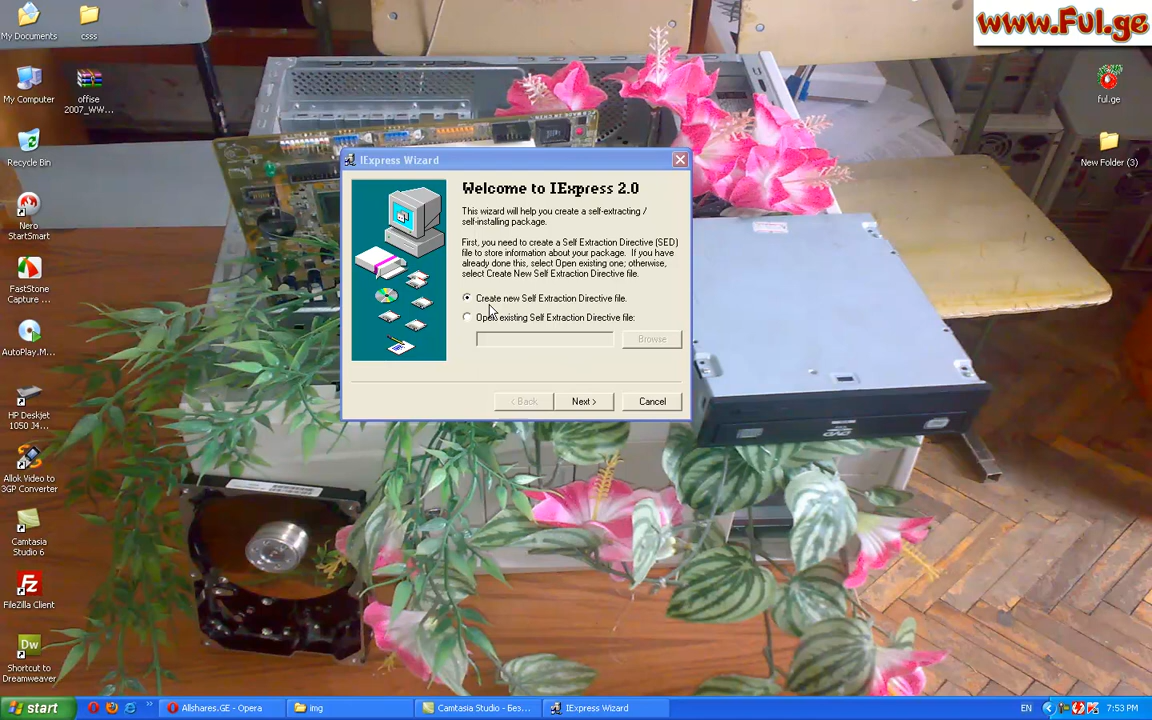 www.Ful.ge
My Documents
csss
My Computer
offise
2007_WW...
ful.ge
Recycle Bin
New Folder (3)
Nero
StartSmart
FastStone
Capture ...
AutoPlay.M...
HP Deskjet
1050 J4...
Allok Video to
3GP Converter
Camtasia
Studio 6
FileZilla Client
Shortcut to
Dreamweaver
IExpress Wizard
Welcome to IExpress 2.0
This wizard will help you create a self-extracting /
self-installing package.
First, you need to create a Self Extraction Directive (SED)
file to store information about your package. If you have
already done this, select Open existing one; otherwise,
select Create New Self Extraction Directive file.
Create new Self Extraction Directive file.
Open existing Self Extraction Directive file:
Browse
< Back
Next >
Cancel
start
Allshares.GE - Opera
img
Camtasia Studio - Без...
IExpress Wizard
EN
7:53 PM